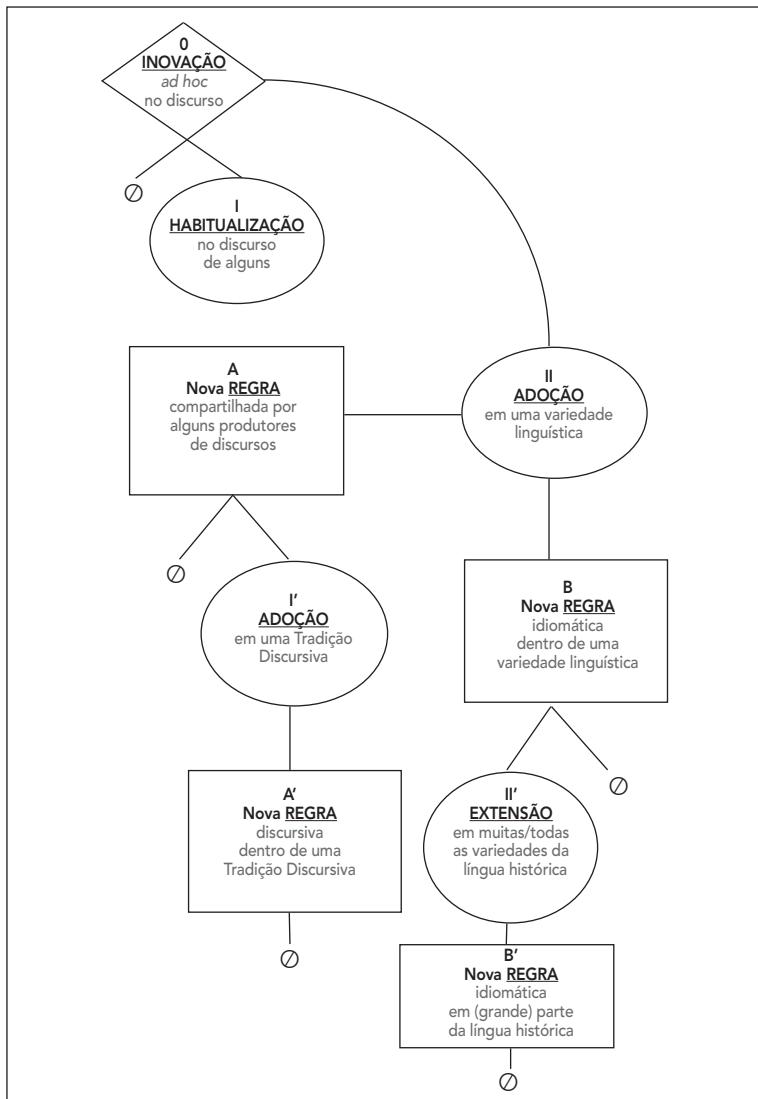 0
INOVAÇÃO
ad hoc
no discurso
∅
I
HABITUALIZAÇÃO
no discurso
de alguns
A
Nova REGRA
compartilhada por
alguns produtores
de discursos
II
ADOÇÃO
em uma variedade
linguística
∅
I'
ADOÇÃO
em uma Tradição
Discursiva
B
Nova REGRA
idiomática
dentro de uma
variedade linguística
∅
A'
Nova REGRA
discursiva
dentro de uma
Tradição Discursiva
II'
EXTENSÃO
em muitas/todas
as variedades da
língua histórica
∅
B'
Nova REGRA
idiomática
em (grande) parte
da língua histórica
∅